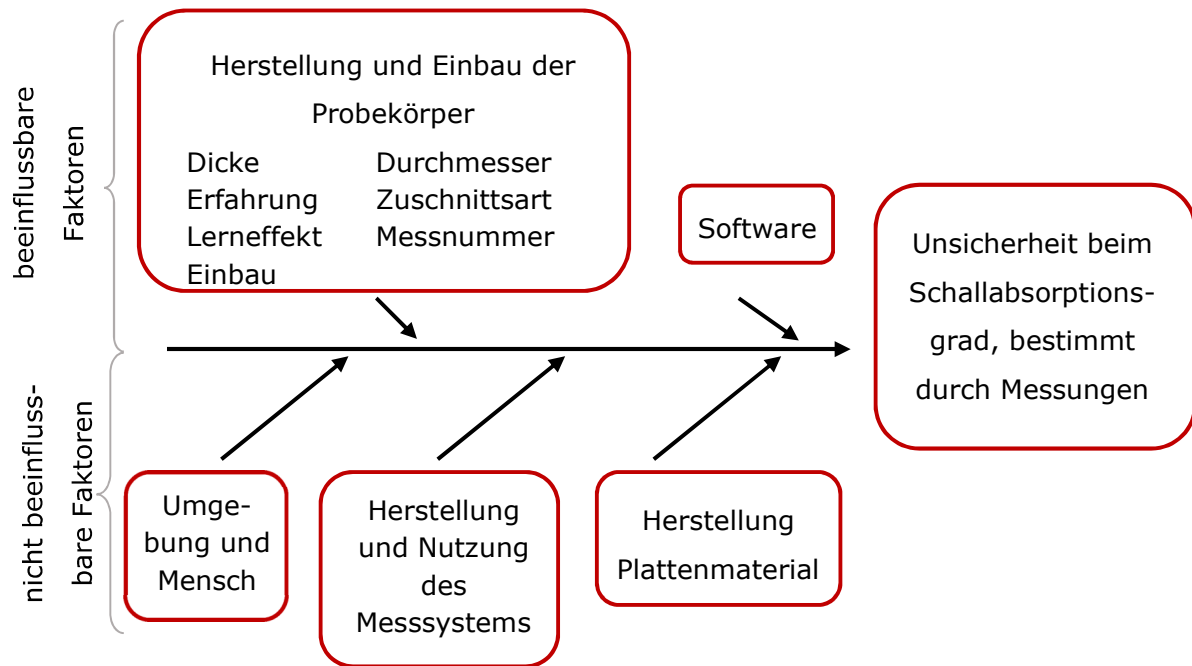 beeinflussbare
Faktoren
Herstellung und Einbau der
Probekörper
Dicke Durchmesser
Erfahrung Zuschnittsart
Lerneffekt Messnummer
Einbau
Software
Unsicherheit beim
Schallabsorptions-
grad, bestimmt
durch Messungen
nicht beeinfluss-
bare Faktoren
Umge-
bung und
Mensch
Herstellung
und Nutzung
des
Messsystems
Herstellung
Plattenmaterial